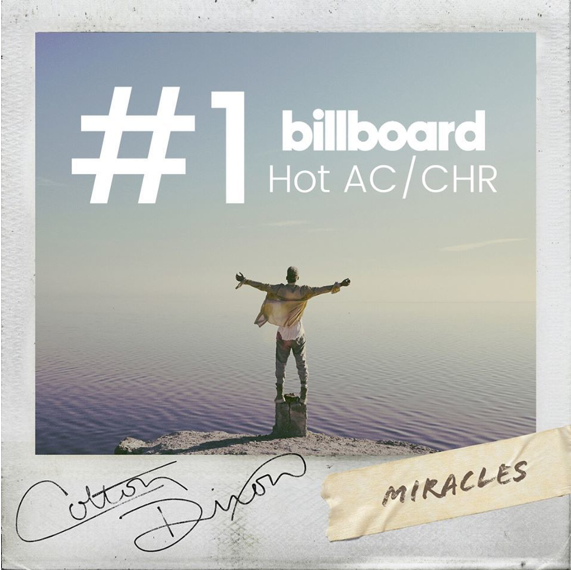 #1
billboard
Hot AC/CHR
Colton
Dixon
MIRACLES